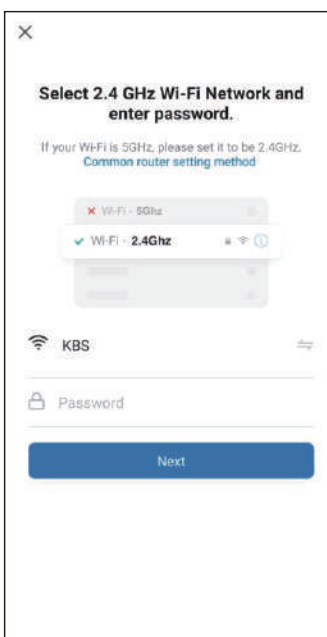 Select 2.4 GHz Wi-Fi Network and
enter password.
If your Wi-Fi is 5GHz, please set it to be 2.4GHz.
Common router setting method
Wi-Fi - 5Ghz
Wi-Fi - 2.4Ghz
KBS
Password
Next